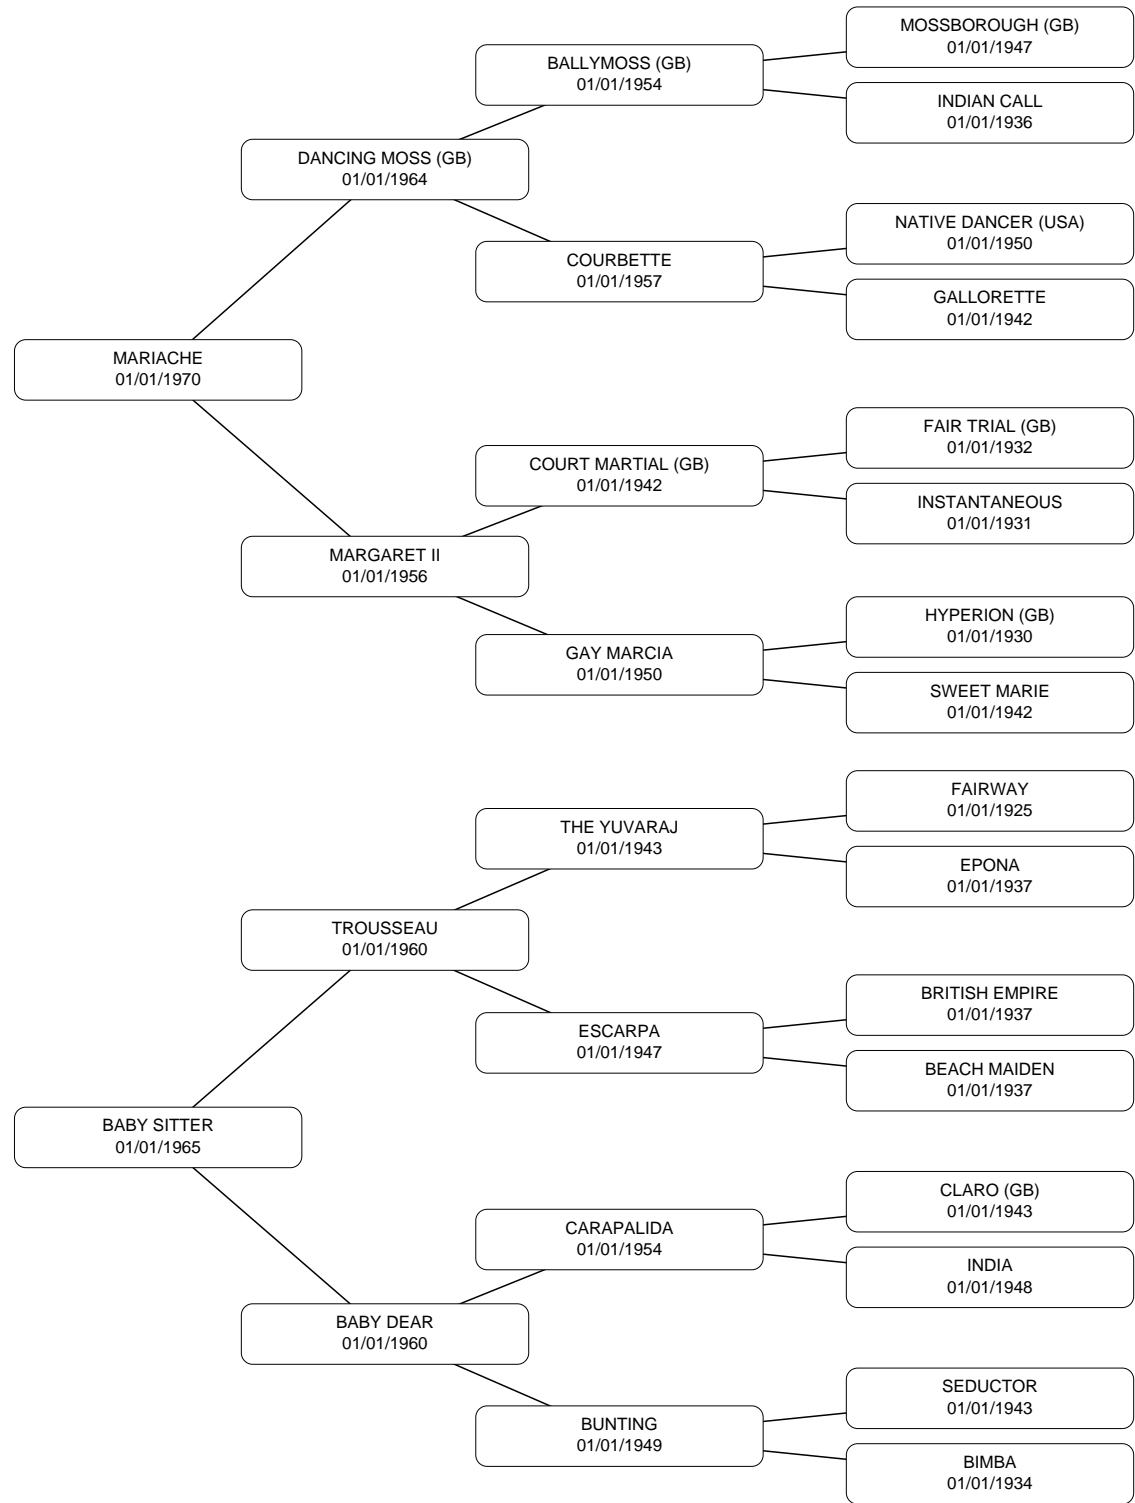 MOSSBOROUGH (GB)
01/01/1947
BALLYMOSS (GB)
01/01/1954
INDIAN CALL
01/01/1936
DANCING MOSS (GB)
01/01/1964
NATIVE DANCER (USA)
01/01/1950
COURBETTE
01/01/1957
GALLORETTE
01/01/1942
MARIACHE
01/01/1970
FAIR TRIAL (GB)
01/01/1932
COURT MARTIAL (GB)
01/01/1942
INSTANTANEOUS
01/01/1931
MARGARET II
01/01/1956
HYPERION (GB)
01/01/1930
GAY MARCIA
01/01/1950
SWEET MARIE
01/01/1942
FAIRWAY
01/01/1925
THE YUVARAJ
01/01/1943
EPONA
01/01/1937
TROUSSEAU
01/01/1960
BRITISH EMPIRE
01/01/1937
ESCARPA
01/01/1947
BEACH MAIDEN
01/01/1937
BABY SITTER
01/01/1965
CLARO (GB)
01/01/1943
CARAPALIDA
01/01/1954
INDIA
01/01/1948
BABY DEAR
01/01/1960
SEDUCTOR
01/01/1943
BUNTING
01/01/1949
BIMBA
01/01/1934